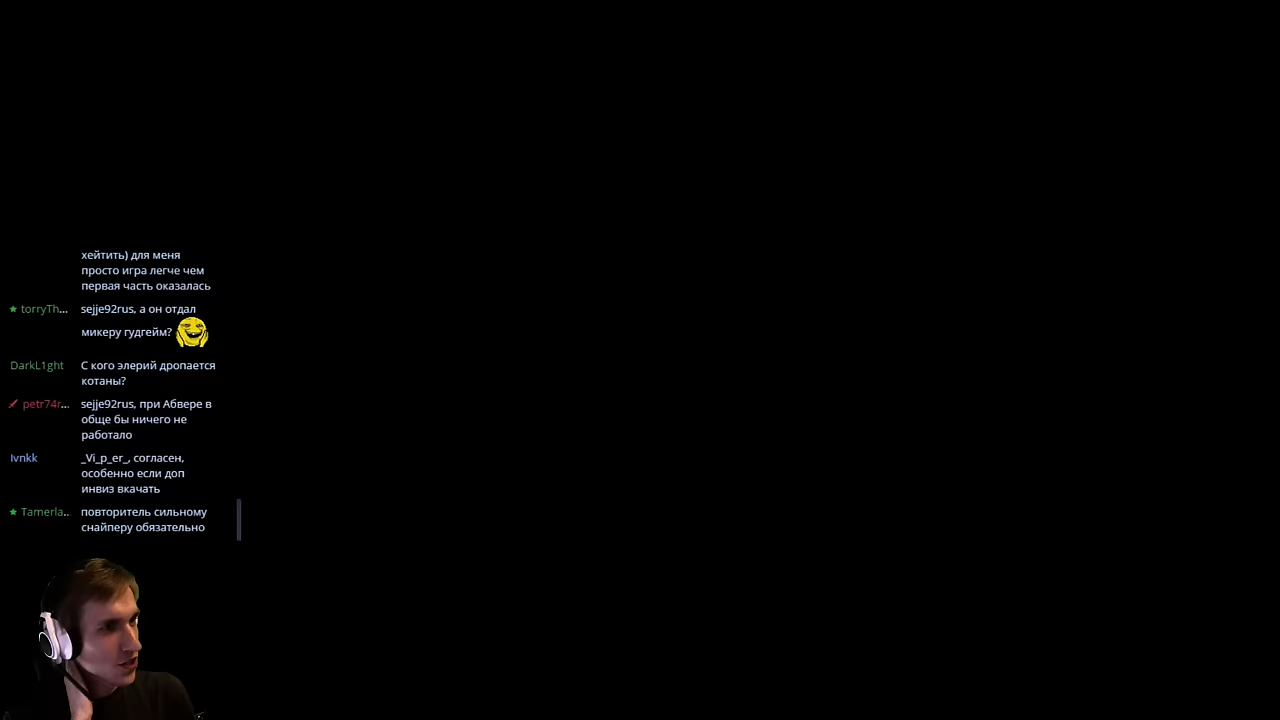 хейтить) для меня
просто игра легче чем
первая часть оказалась
torryTh... sejje92rus, а он отдал
микеру гудгейм?
DarkL1ght С кого элерий дропается
котаны?
petr74r... sejje92rus, при Абвере в
обще бы ничего не
работало
Ivnkk _Vi_p_er_, согласен,
особенно если доп
инвиз вкачать
Tamerla.. повторитель сильному
снайперу обязательно